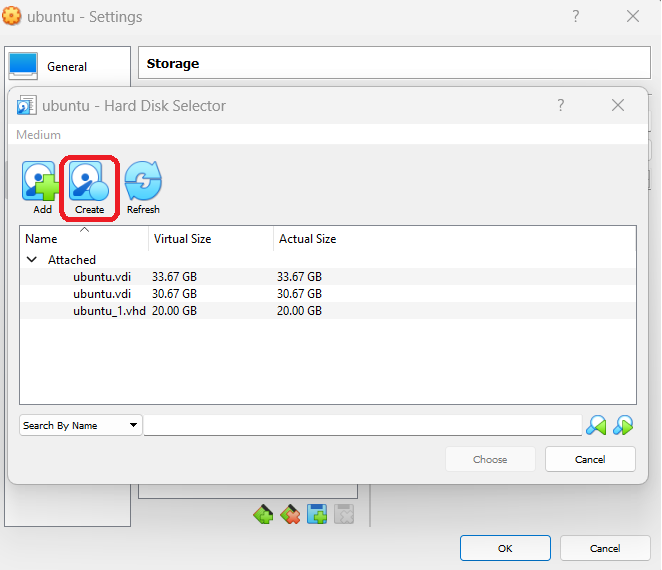 ubuntu - Settings ?
General
Storage
ubuntu - Hard Disk Selector ?
Medium
Add Create Refresh
Name Virtual Size Actual Size
Attached
ubuntu.vdi 33.67 GB 33.67 GB
ubuntu.vdi 30.67 GB 30.67 GB
ubuntu_1.vhd 20.00 GB 20.00 GB
Search By Name
Choose Cancel
OK Cancel